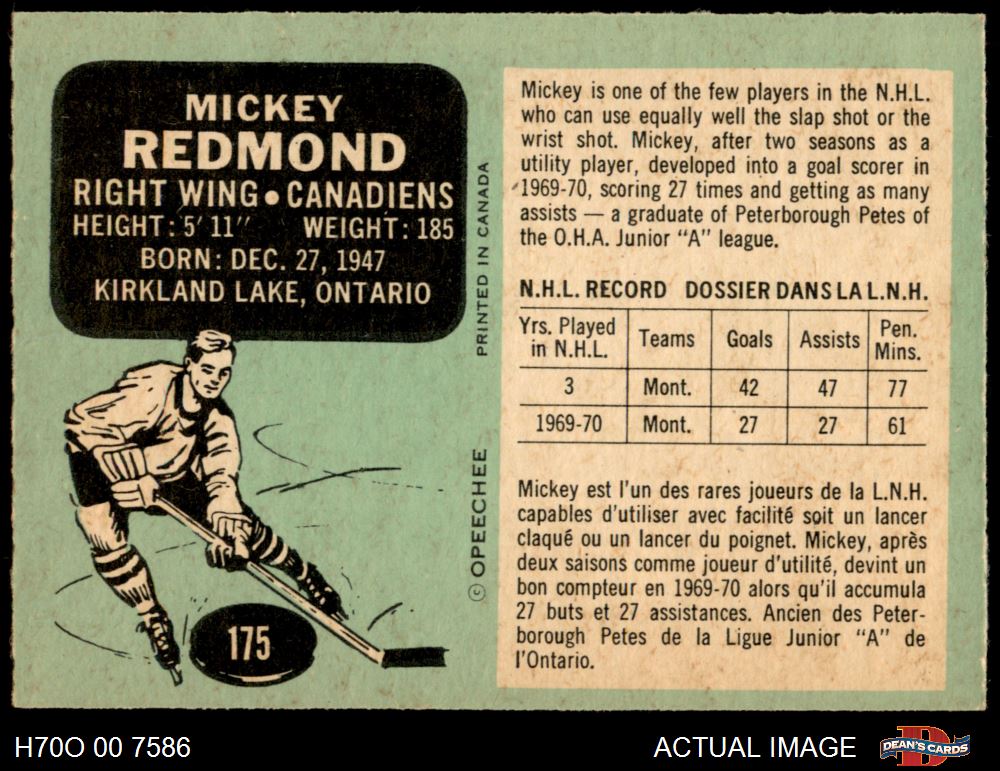 MICKEY
REDMOND
RIGHT WING • CANADIENS
HEIGHT: 5' 11" WEIGHT: 185
BORN: DEC. 27, 1947
KIRKLAND LAKE, ONTARIO
175
© OPEECHEE PRINTED IN CANADA
Mickey is one of the few players in the N.H.L.
who can use equally well the slap shot or the
wrist shot. Mickey, after two seasons as a
utility player, developed into a goal scorer in
1969-70, scoring 27 times and getting as many
assists — a graduate of Peterborough Petes of
the O.H.A. Junior "A" league.
N.H.L. RECORD DOSSIER DANS LA L.N.H.
Yrs. Played in N.H.L. Teams Goals Assists Pen. Mins.
3 Mont. 42 47 77
1969-70 Mont. 27 27 61
Mickey est l'un des rares joueurs de la L.N.H.
capables d'utiliser avec facilité soit un lancer
claqué ou un lancer du poignet. Mickey, après
deux saisons comme joueur d'utilité, devint un
bon compteur en 1969-70 alors qu'il accumula
27 buts et 27 assistances. Ancien des Peter-
borough Petes de la Ligue Junior "A" de
l'Ontario.
H70O 00 7586
ACTUAL IMAGE
DEAN'S CARDS